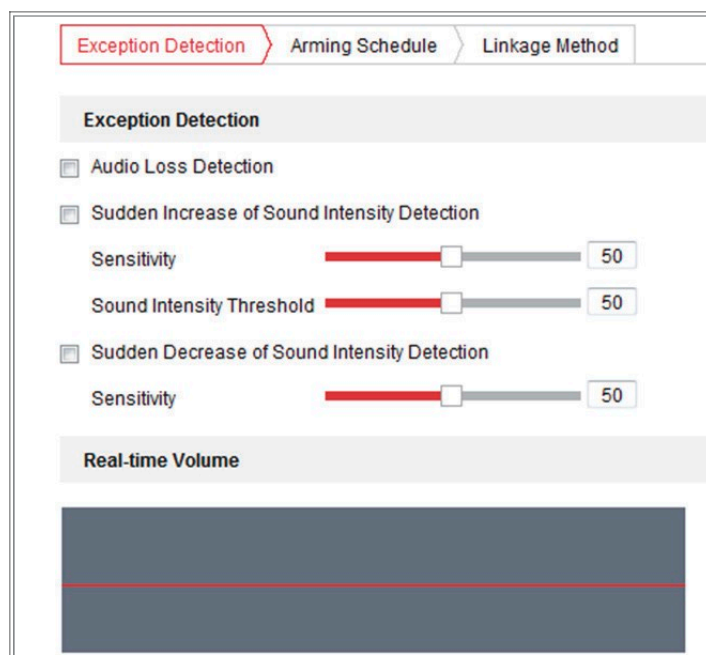 Exception Detection Arming Schedule Linkage Method
Exception Detection
Audio Loss Detection
Sudden Increase of Sound Intensity Detection
Sensitivity 50
Sound Intensity Threshold 50
Sudden Decrease of Sound Intensity Detection
Sensitivity 50
Real-time Volume